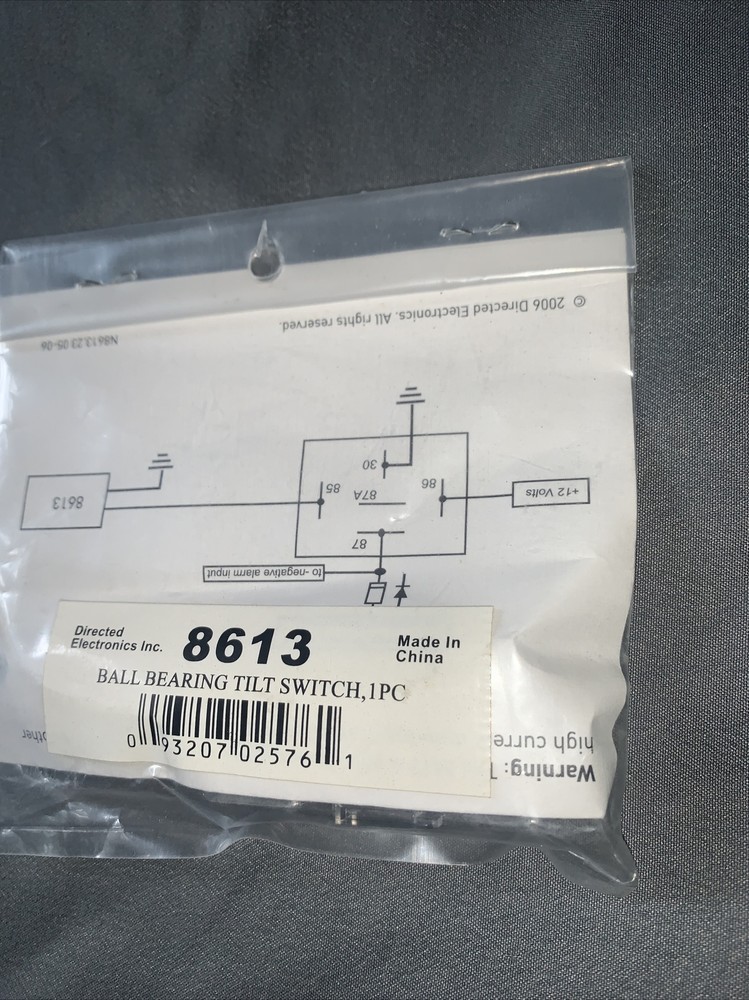 © 2006 Directed Electronics. All rights reserved.
N8613.23 05-06
30
8613
85
87A
86
+12 Volts
87
to -negative alarm input
Directed
Electronics Inc.
8613
Made In
China
BALL BEARING TILT SWITCH,1PC
0 93207 02576 1
high curre
Warning: